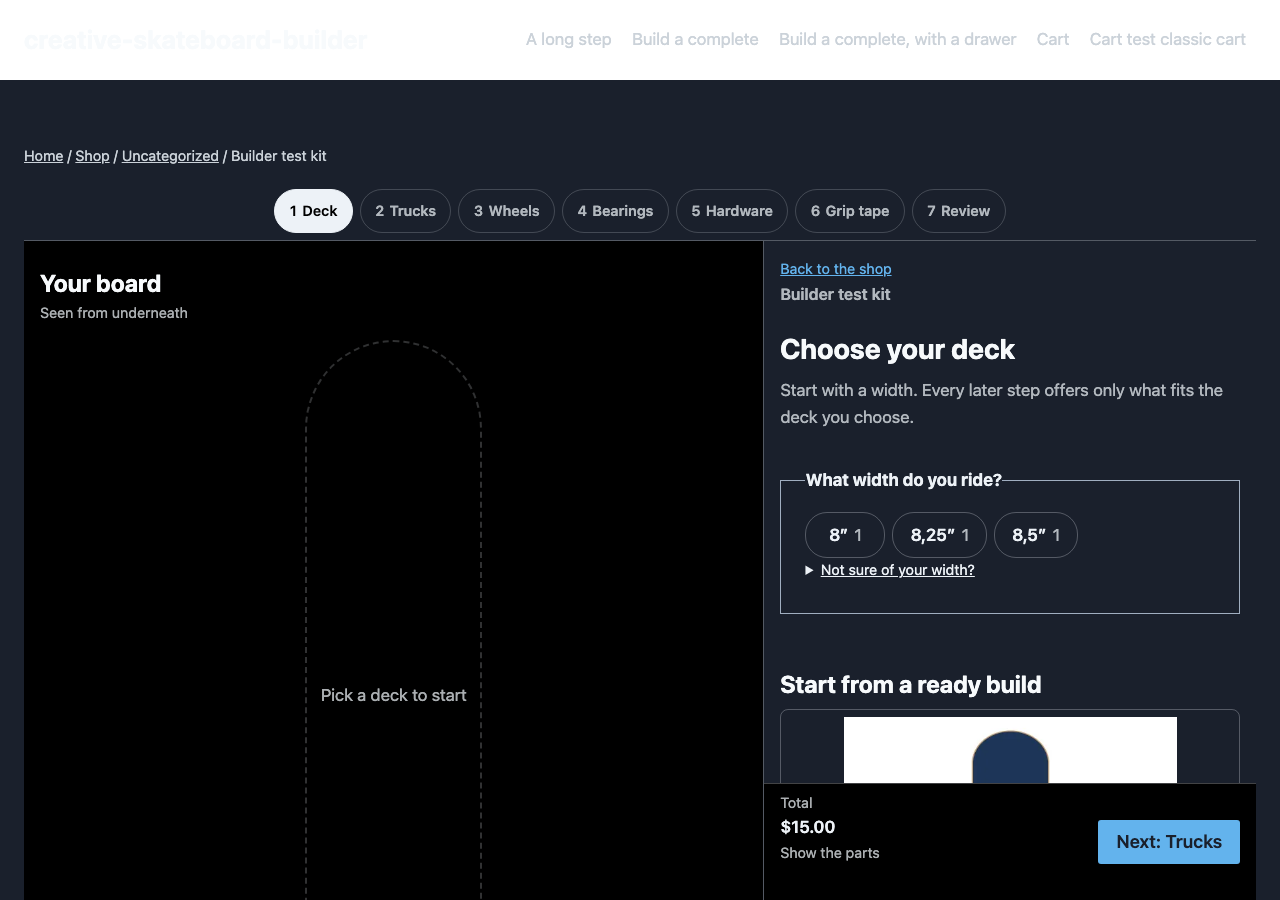 creative-skateboard-builder
A long step Build a complete Build a complete, with a drawer Cart Cart test classic cart
Home / Shop / Uncategorized / Builder test kit
1 Deck 2 Trucks 3 Wheels 4 Bearings 5 Hardware 6 Grip tape 7 Review
Your board
Seen from underneath
Pick a deck to start
Back to the shop
Builder test kit
Choose your deck
Start with a width. Every later step offers only what fits the
deck you choose.
What width do you ride?
8” 1 8,25” 1 8,5” 1
Not sure of your width?
Start from a ready build
Total
$15.00
Show the parts
Next: Trucks